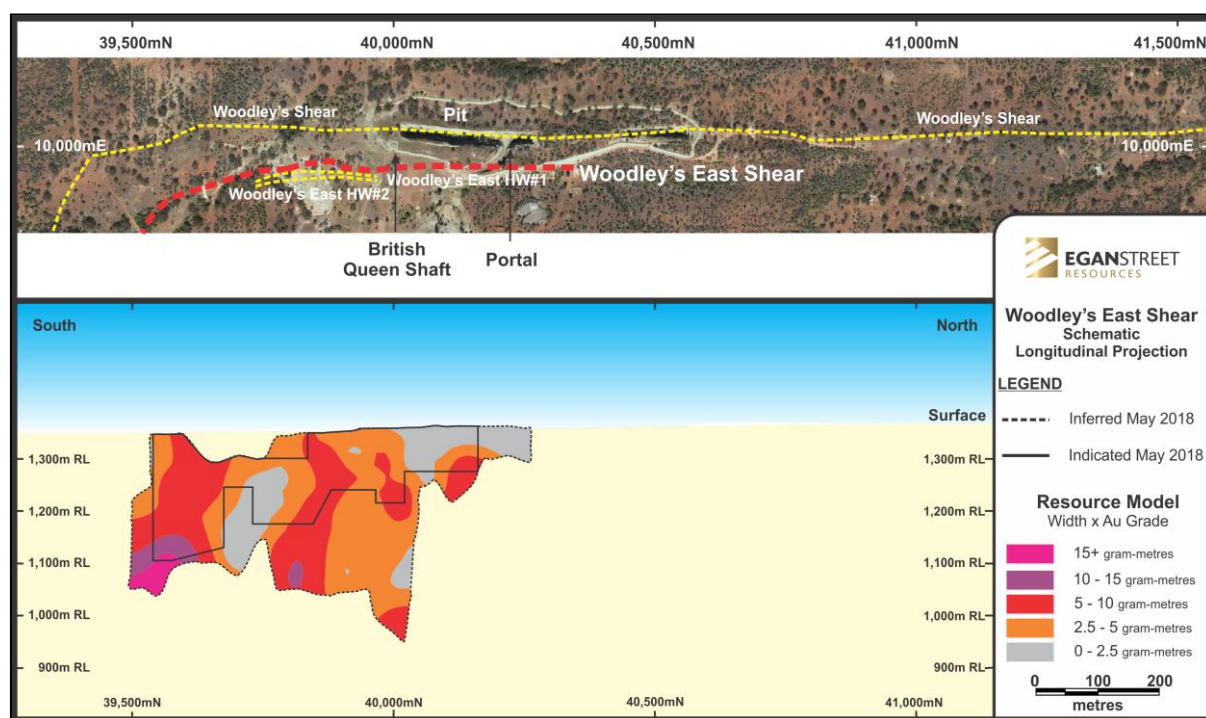 39,500mN
40,000mN
40,500mN
41,000mN
41,500mN
Woodley's Shear
Pit
Woodley's Shear
10,000mE
10,000mE
Woodley's East HW#1
Woodley's East Shear
Woodley's East HW#2
British
Queen Shaft
Portal
EGANSTREET
RESOURCES
South
North
Woodley's East Shear
Schematic
Longitudinal Projection
LEGEND
Inferred May 2018
Indicated May 2018
Surface
1,300m RL
1,300m RL
1,200m RL
1,200m RL
1,100m RL
1,100m RL
1,000m RL
1,000m RL
900m RL
900m RL
39,500mN
40,000mN
41,000mN
Resource Model
Width x Au Grade
15+ gram-metres
10 - 15 gram-metres
5 - 10 gram-metres
2.5 - 5 gram-metres
0 - 2.5 gram-metres
0 100 200
metres